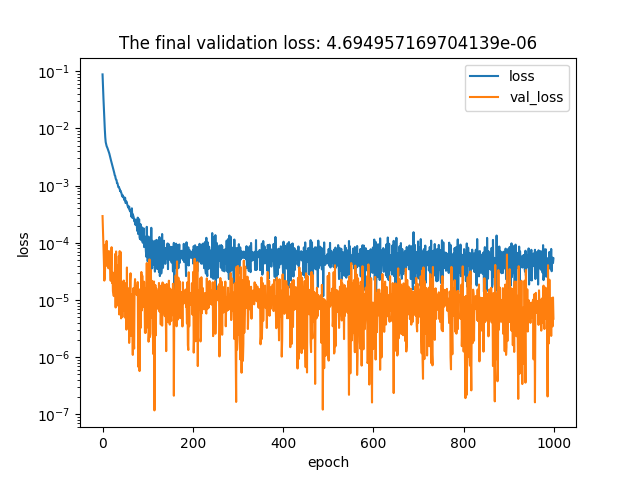 The final validation loss: 4.694957169704139e-06
loss
val_loss
10⁻¹
10⁻²
10⁻³
10⁻⁴
10⁻⁵
10⁻⁶
10⁻⁷
loss
0 200 400 600 800 1000
epoch